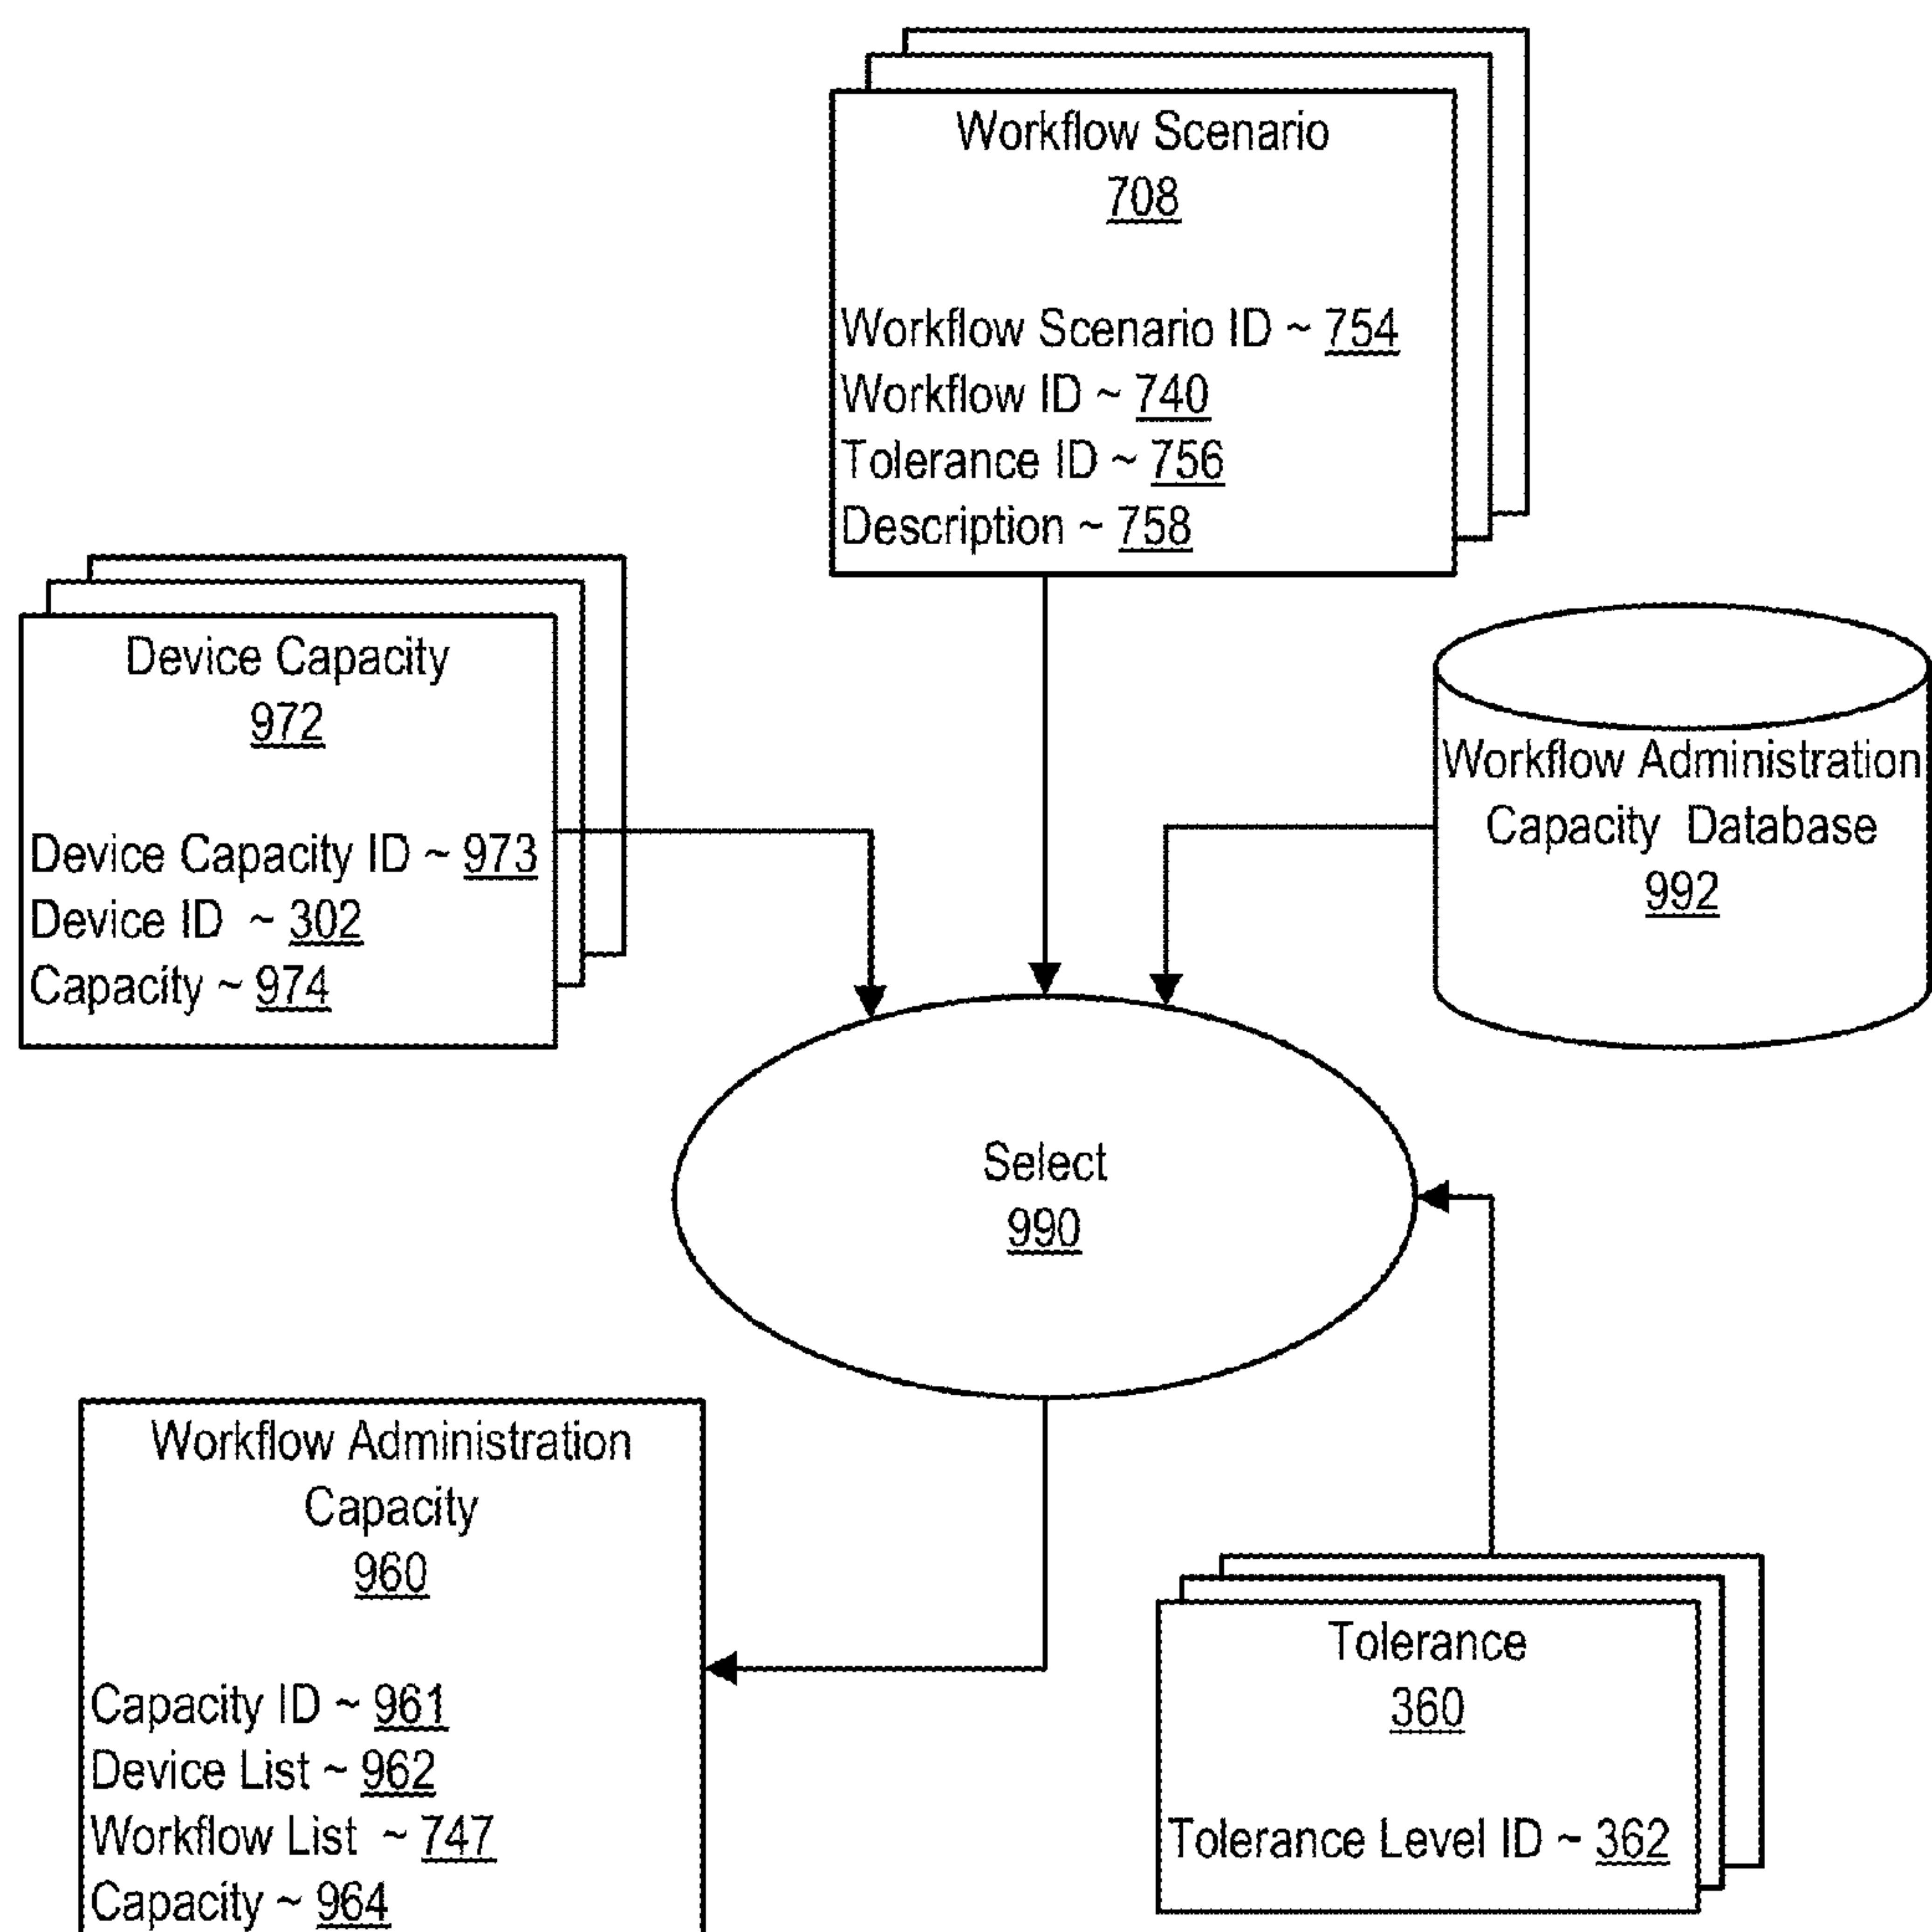 Workflow Scenario
708
Workflow Scenario ID ~ 754
Workflow ID ~ 740
Tolerance ID ~ 756
Description ~ 758
Device Capacity
972
Device Capacity ID ~ 973
Device ID ~ 302
Capacity ~ 974
Workflow Administration
Capacity Database
992
Select
990
Workflow Administration
Capacity
960
Capacity ID ~ 961
Device List ~ 962
Workflow List ~ 747
Capacity ~ 964
Tolerance
360
Tolerance Level ID ~ 362